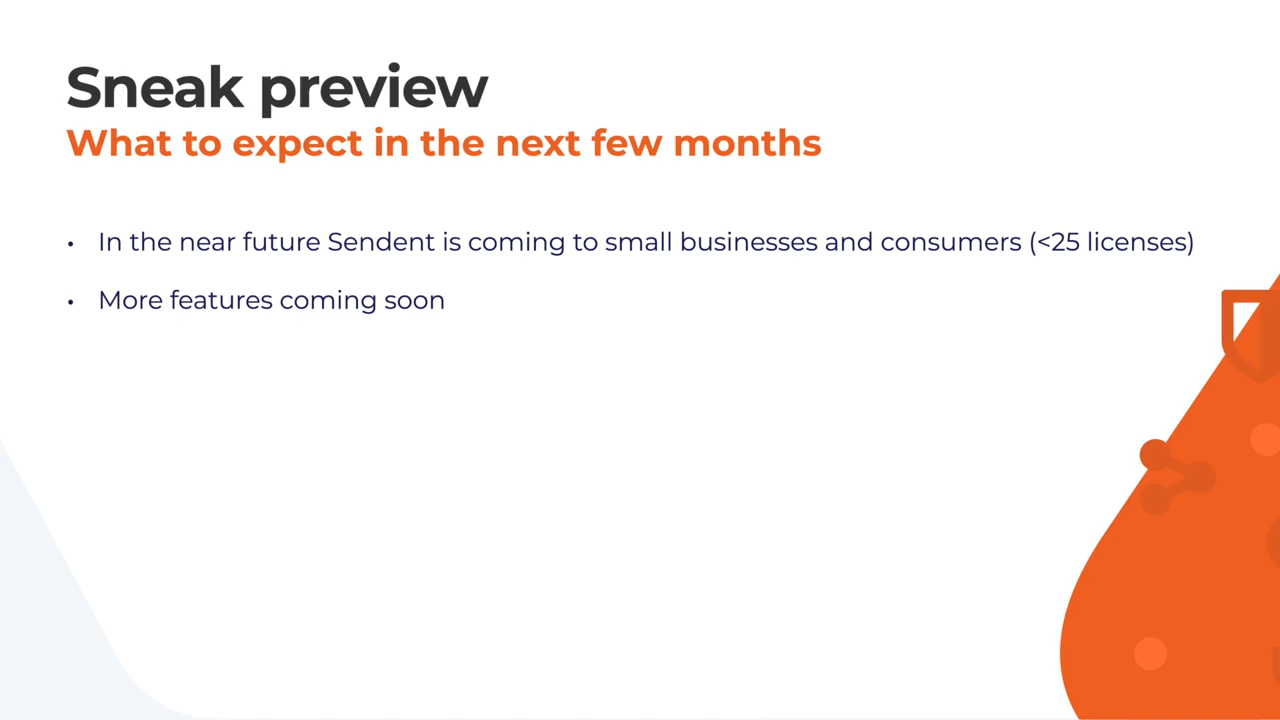 Sneak preview
What to expect in the next few months
• In the near future Sendent is coming to small businesses and consumers (<25 licenses)
• More features coming soon